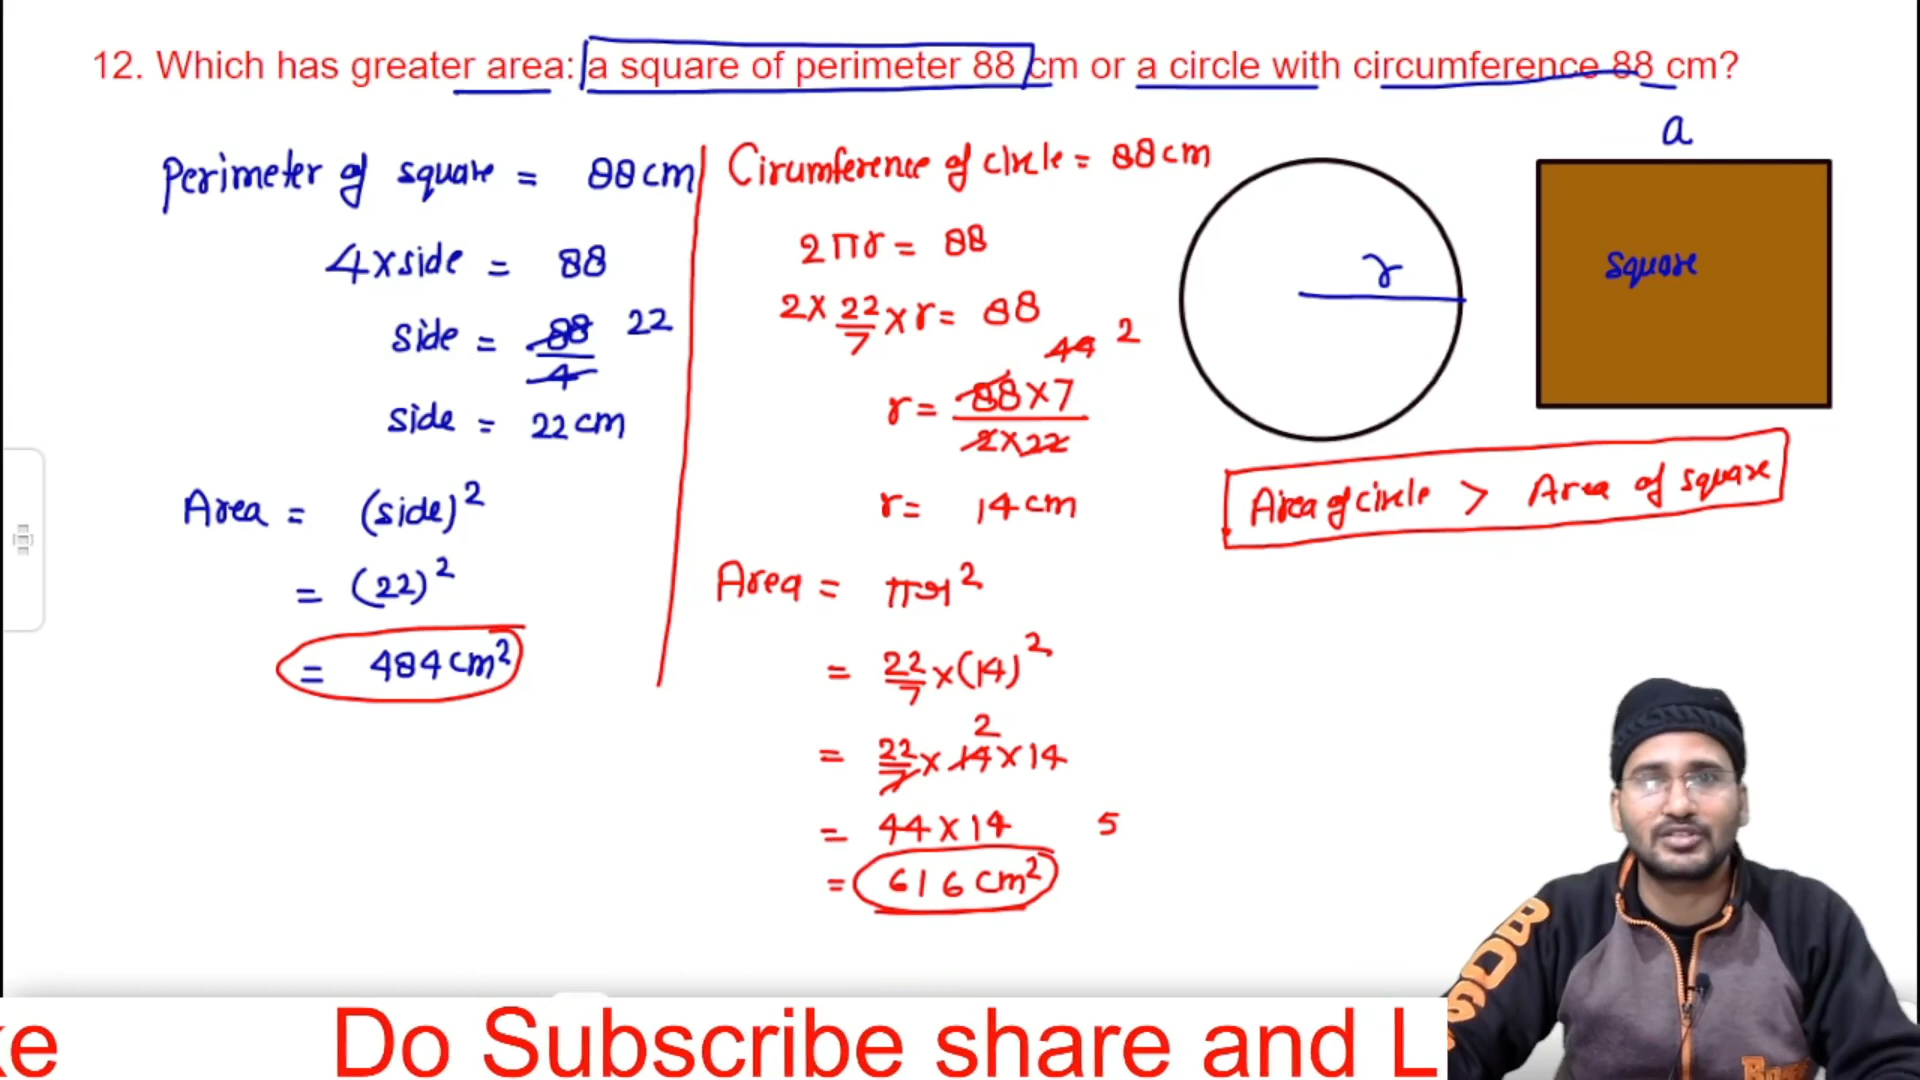 12. Which has greater area: a square of perimeter 88 cm or a circle with circumference 88 cm?
Perimeter of square = 88 cm
4 x side = 88
side = 88/4 22
side = 22 cm
Area = (side)²
= (22)²
= 484 cm²
Cirumference of circle = 88 cm
2πr = 88
2 x 22/7 x r = 88
44 2
r = 88 x 7 / 2 x 22
r = 14 cm
Area = πr²
= 22/7 x (14)²
2
= 22/7 x 14 x 14
= 44 x 14 5
= 616 cm²
a
r
square
Area of circle > Area of square
BOSS
ke Do Subscribe share and L